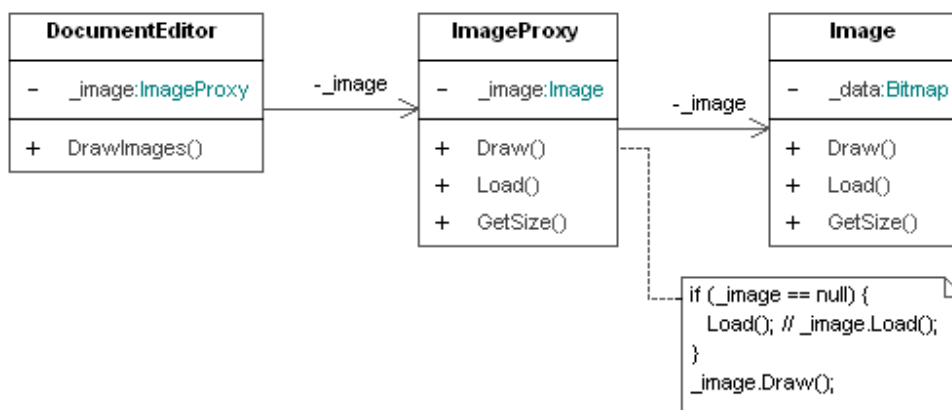 DocumentEditor
- _image:ImageProxy
+ DrawImages()
-_image
ImageProxy
- _image:Image
+ Draw()
+ Load()
+ GetSize()
-_image
Image
- _data:Bitmap
+ Draw()
+ Load()
+ GetSize()
if (_image == null) {
Load(); // _image.Load();
}
_image.Draw();